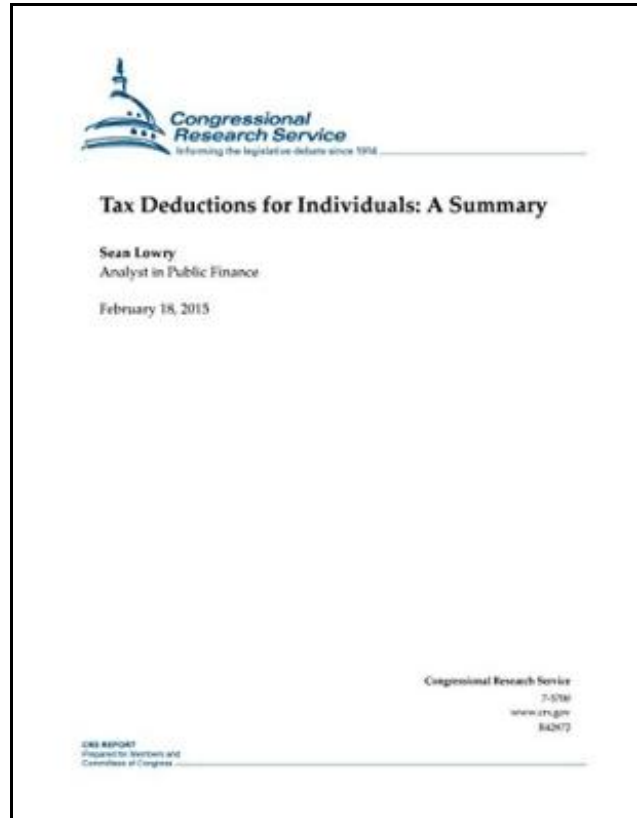 Congressional
Research Service
Informing the legislative debate since 1914
Tax Deductions for Individuals: A Summary
Sean Lowry
Analyst in Public Finance
February 18, 2015
Congressional Research Service
7-5700
www.crs.gov
R42872
CRS REPORT
Prepared for Members and
Committees of Congress